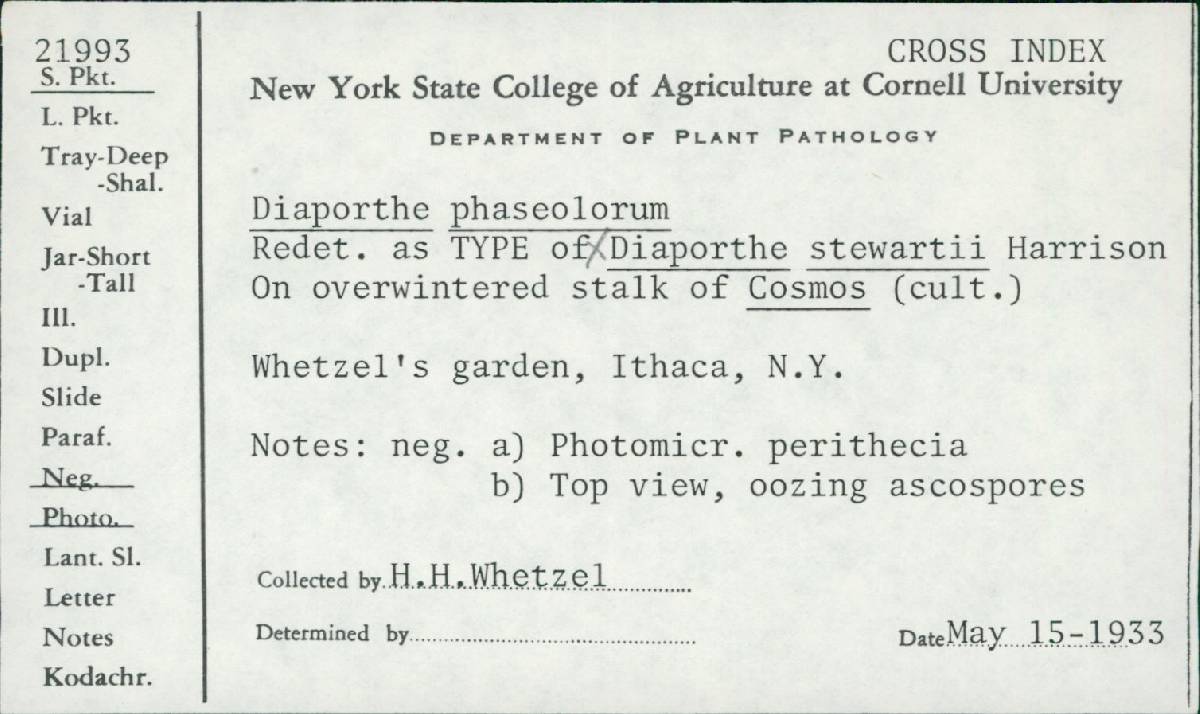 21993
S. Pkt.
L. Pkt.
Tray-Deep
-Shal.
Vial
Jar-Short
-Tall
Ill.
Dupl.
Slide
Paraf.
Neg.
Photo.
Lant. Sl.
Letter
Notes
Kodachr.
CROSS INDEX
New York State College of Agriculture at Cornell University
DEPARTMENT OF PLANT PATHOLOGY
Diaporthe phaseolorum
Redet. as TYPE of Diaporthe stewartii Harrison
On overwintered stalk of Cosmos (cult.)
Whetzel's garden, Ithaca, N.Y.
Notes: neg. a) Photomicr. perithecia
b) Top view, oozing ascospores
Collected by H.H.Whetzel
Determined by
Date May 15-1933